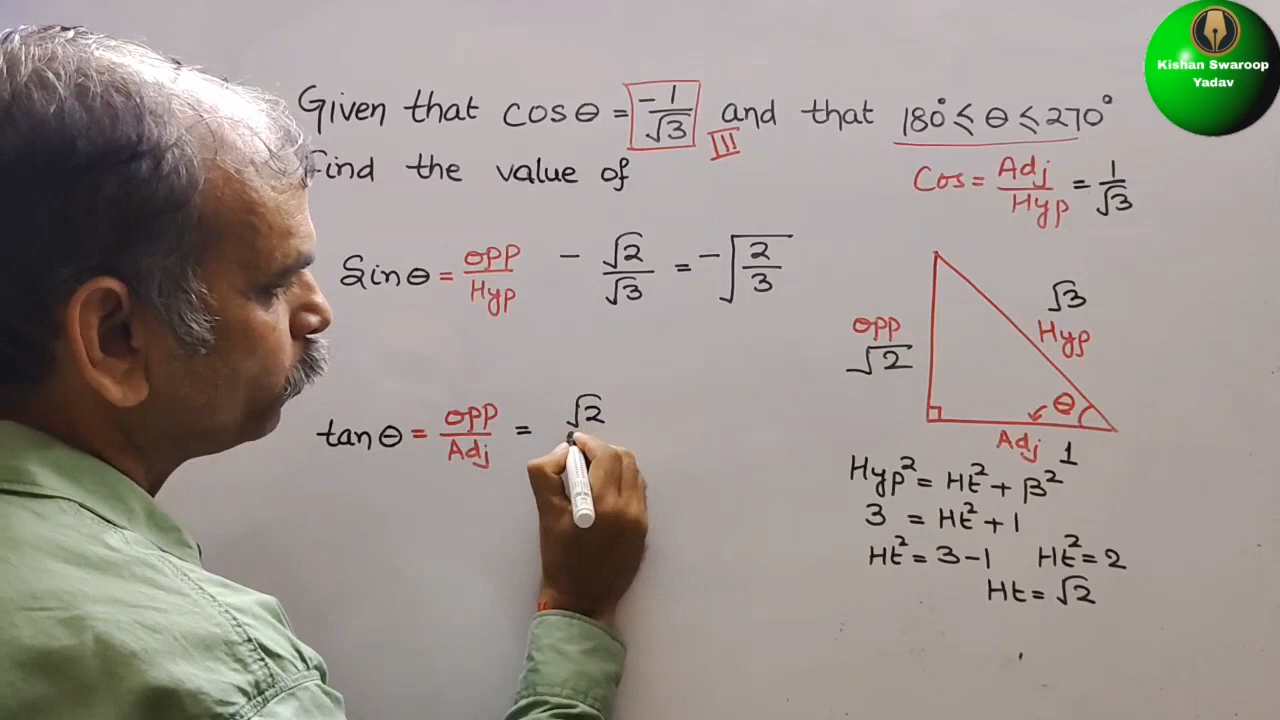 Kishan Swaroop
Yadav
Given that cos θ = -1/√3 and that 180° ≤ θ ≤ 270°
III
Find the value of
Cos = Adj/Hyp = 1/√3
Sin θ = opp/Hyp - √2/√3 = -√2/3
opp
√2
√3
Hyp
θ
Adj 1
tan θ = opp/Adj = √2
Hyp² = Ht² + β²
3 = Ht² + 1
Ht² = 3 - 1 Ht² = 2
Ht = √2